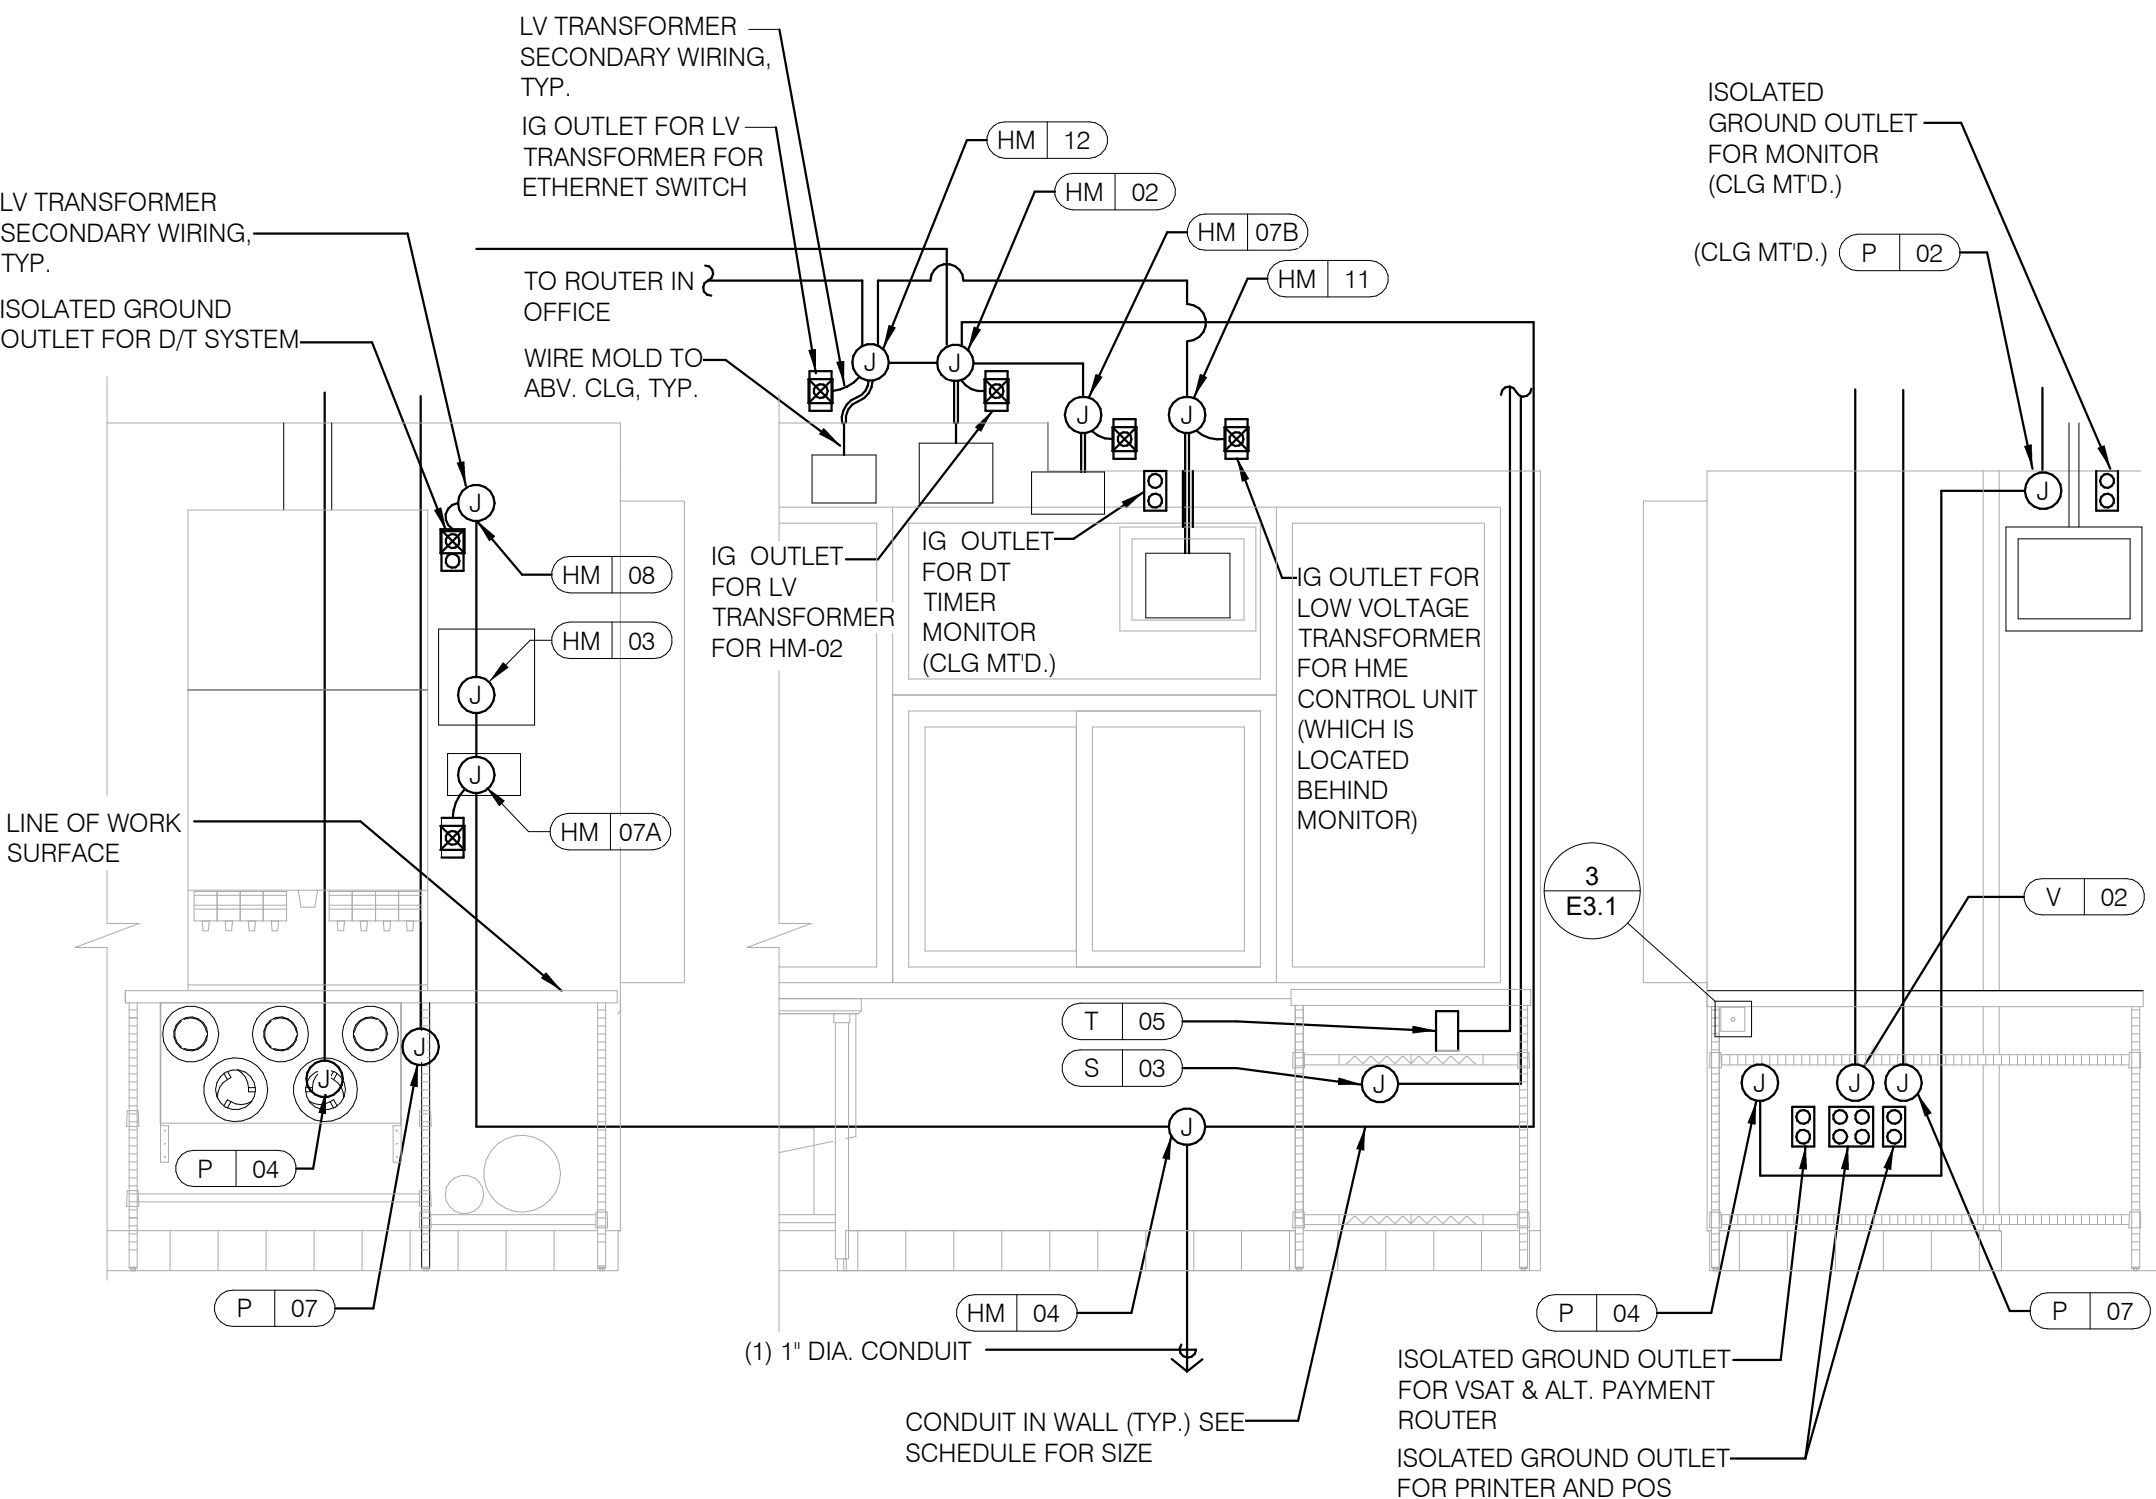 LV TRANSFORMER
SECONDARY WIRING,
TYP.
IG OUTLET FOR LV
TRANSFORMER FOR
ETHERNET SWITCH
HM 12
HM 02
HM 07B
HM 11
ISOLATED
GROUND OUTLET
FOR MONITOR
(CLG MT'D.)
(CLG MT'D.) P 02
LV TRANSFORMER
SECONDARY WIRING,
TYP.
ISOLATED GROUND
OUTLET FOR D/T SYSTEM
TO ROUTER IN
OFFICE
WIRE MOLD TO
ABV. CLG, TYP.
J
J
J
J
J
J
HM 08
HM 03
J
J
HM 07A
IG OUTLET
FOR LV
TRANSFORMER
FOR HM-02
IG OUTLET
FOR DT
TIMER
MONITOR
(CLG MT'D.)
IG OUTLET FOR
LOW VOLTAGE
TRANSFORMER
FOR HME
CONTROL UNIT
(WHICH IS
LOCATED
BEHIND
MONITOR)
LINE OF WORK
SURFACE
3
E3.1
V 02
T 05
S 03
J
J
J
J
J
J
J
P 04
P 07
HM 04
(1) 1" DIA. CONDUIT
CONDUIT IN WALL (TYP.) SEE
SCHEDULE FOR SIZE
P 04
P 07
ISOLATED GROUND OUTLET
FOR VSAT & ALT. PAYMENT
ROUTER
ISOLATED GROUND OUTLET
FOR PRINTER AND POS